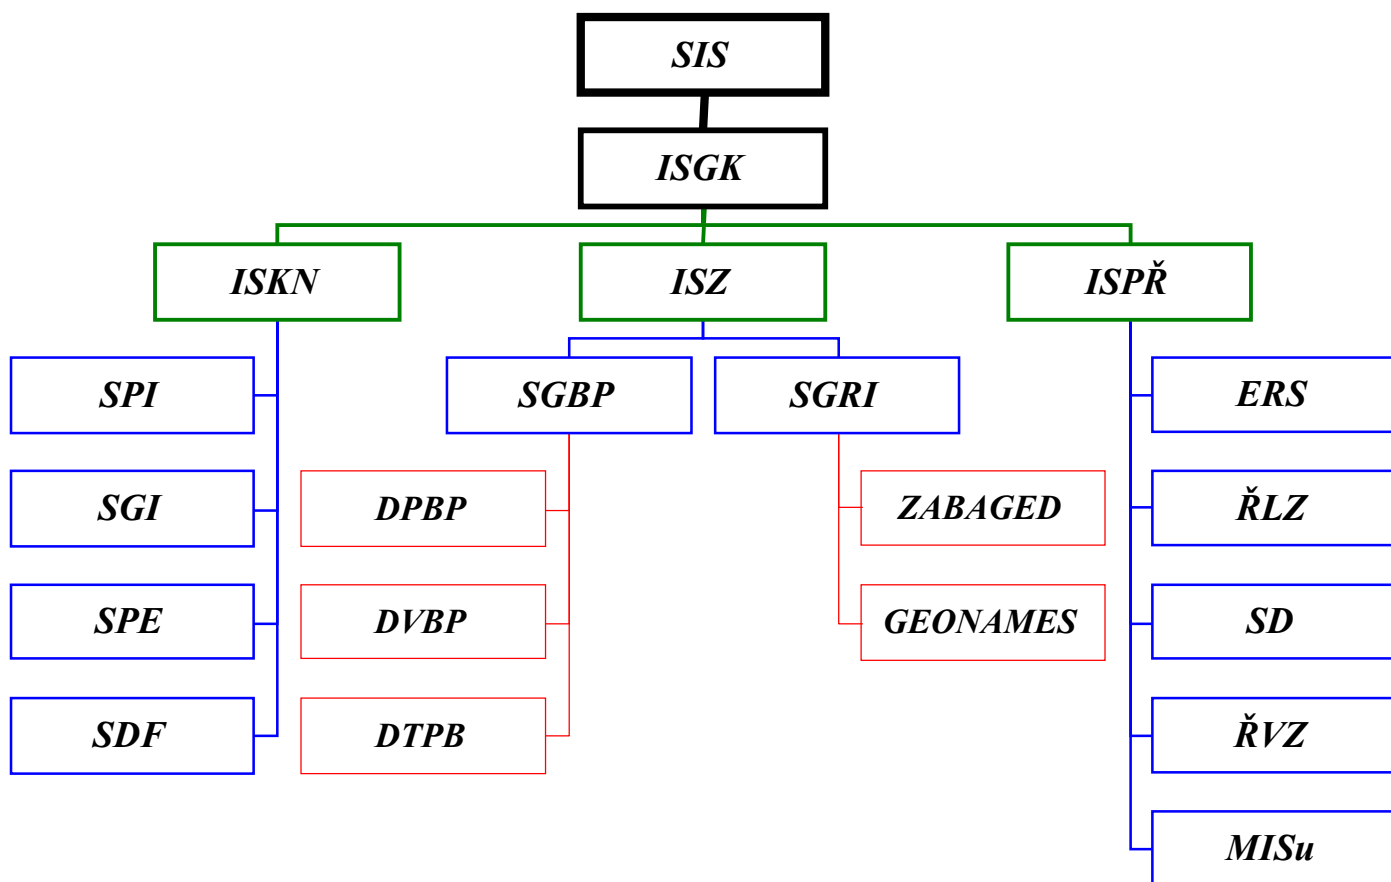 SIS
ISGK
ISKN
ISZ
ISPŘ
SPI
SGBP
SGRI
ERS
SGI
DPBP
ZABAGED
ŘLZ
SPE
DVBP
GEONAMES
SD
SDF
DTPB
ŘVZ
MISu